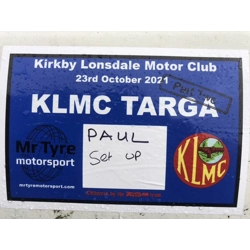 Kirkby Lonsdale Motor Club
23rd October 2021
KLMC TARGA
PAUL
Set UP
Mr Tyre
motorsport
mrtyremotorsport.com
KLMC